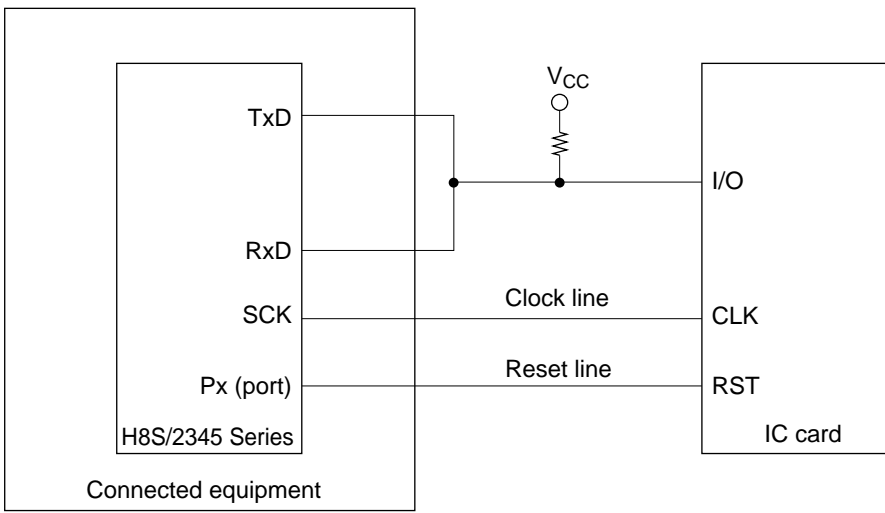 V_CC
TxD
I/O
RxD
Clock line
SCK
CLK
Reset line
Px (port)
RST
H8S/2345 Series
IC card
Connected equipment